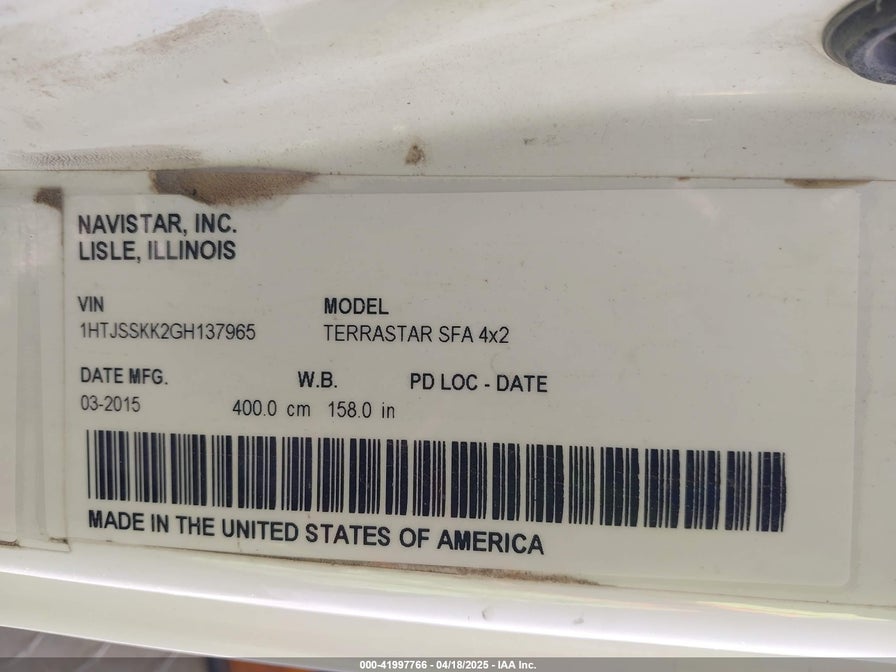 NAVISTAR, INC.
LISLE, ILLINOIS
VIN MODEL
1HTJSSKK2GH137965 TERRASTAR SFA 4x2
DATE MFG. W.B. PD LOC - DATE
03-2015 400.0 cm 158.0 in
MADE IN THE UNITED STATES OF AMERICA
000-41997766 - 04/18/2025 - IAA Inc.